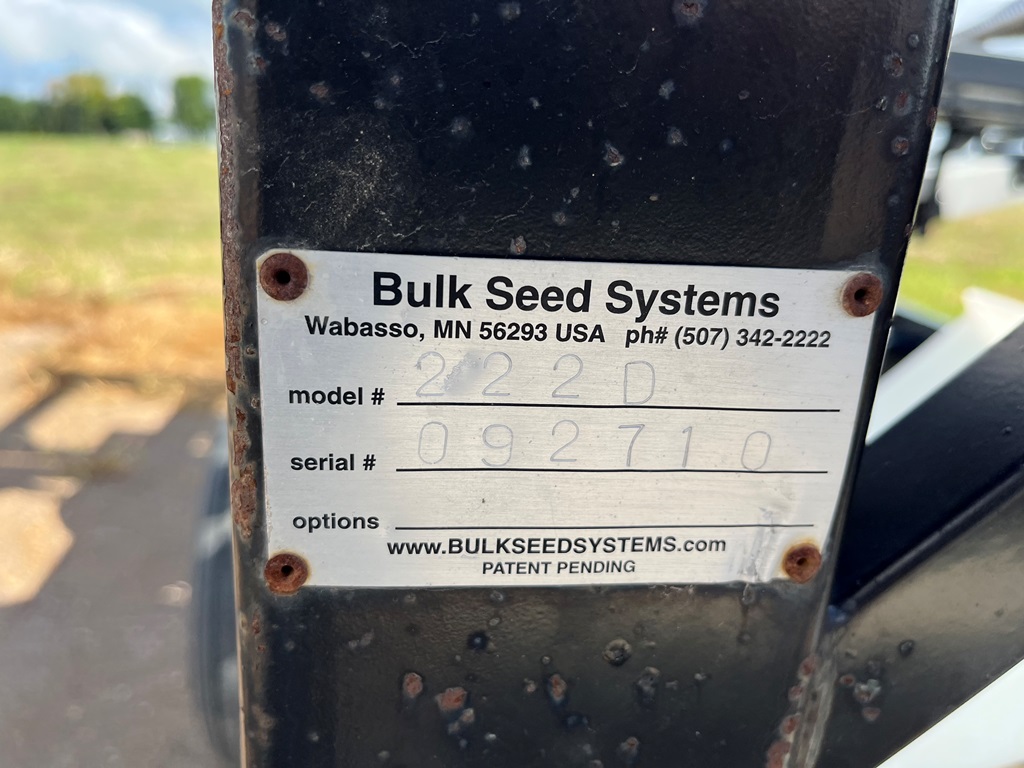 Bulk Seed Systems
Wabasso, MN 56293 USA ph# (507) 342-2222
model # 222D
serial # 092710
options
www.BULKSEEDSYSTEMS.com
PATENT PENDING